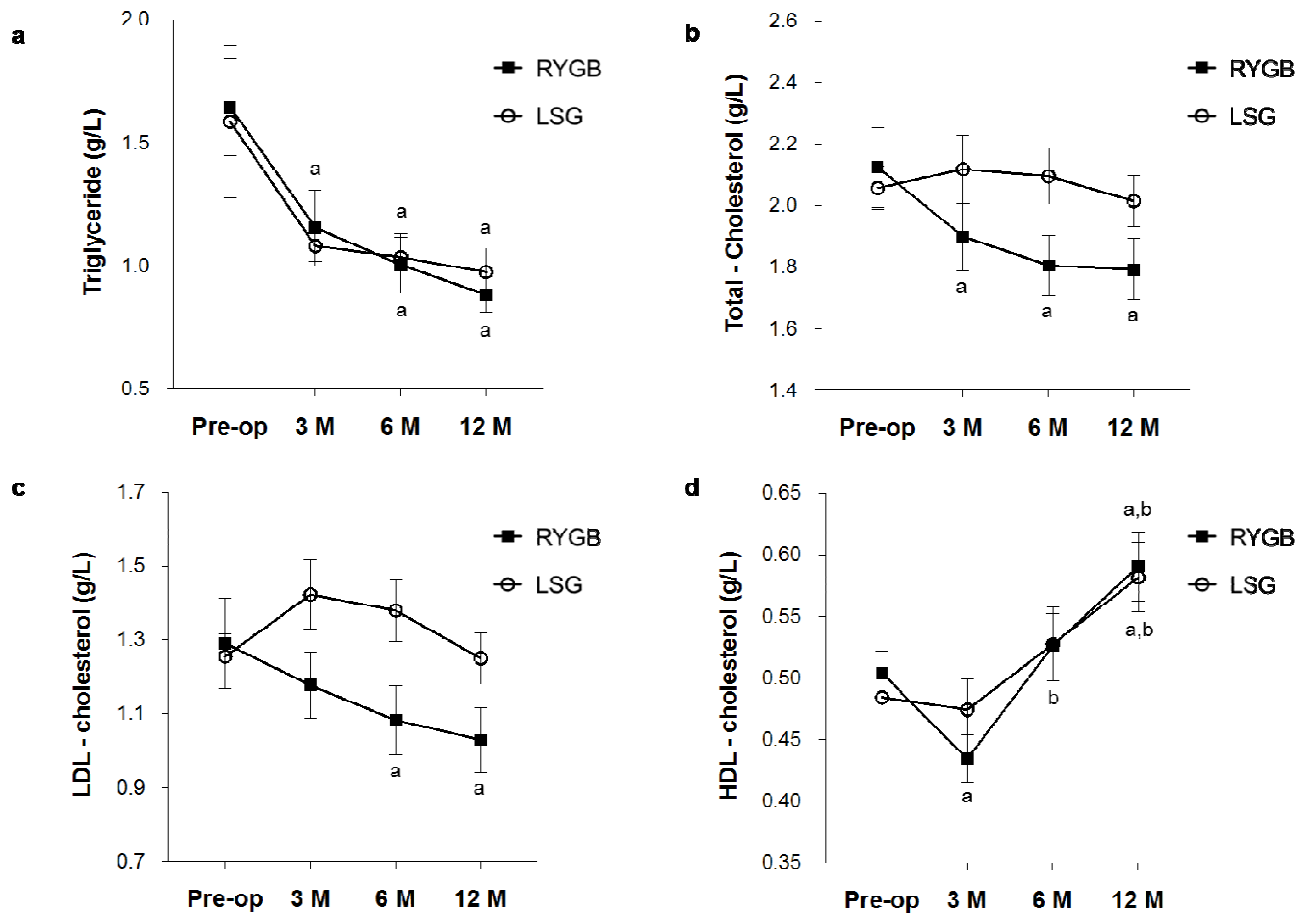 a
Triglyceride (g/L)
2.0
1.5
1.0
0.5
RYGB
LSG
a
a
a
a
a
Pre-op 3 M 6 M 12 M
b
Total - Cholesterol (g/L)
2.6
2.4
2.2
2.0
1.8
1.6
1.4
RYGB
LSG
a
a
a
Pre-op 3 M 6 M 12 M
c
LDL - cholesterol (g/L)
1.7
1.5
1.3
1.1
0.9
0.7
RYGB
LSG
a
a
Pre-op 3 M 6 M 12 M
d
HDL - cholesterol (g/L)
0.65
0.60
0.55
0.50
0.45
0.40
0.35
a,b
RYGB
LSG
a,b
b
a
Pre-op 3 M 6 M 12 M